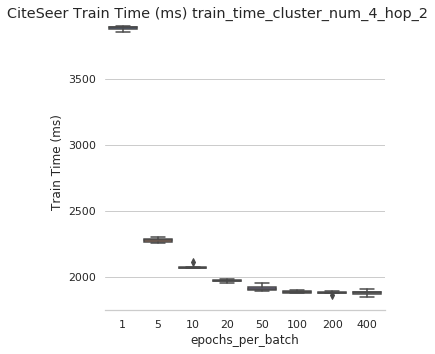 CiteSeer Train Time (ms) train_time_cluster_num_4_hop_2
Train Time (ms)
3500
3000
2500
2000
1 5 10 20 50 100 200 400
epochs_per_batch